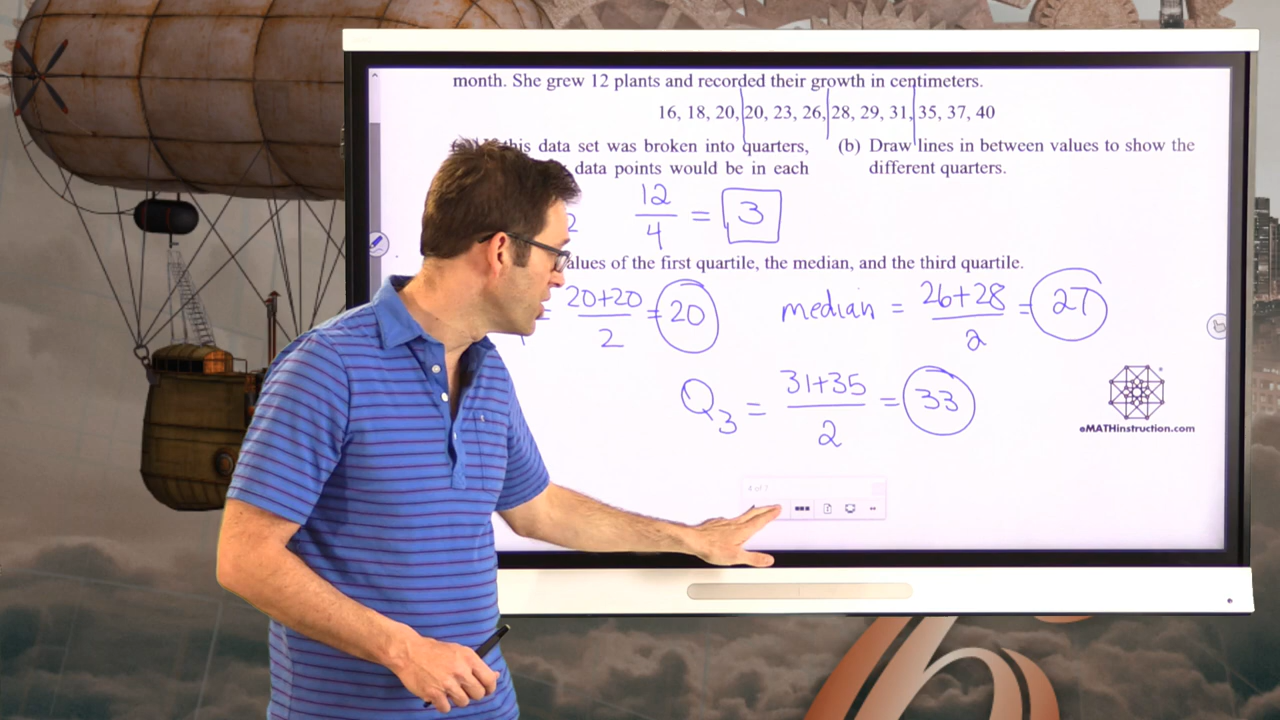 month. She grew 12 plants and recorded their growth in centimeters.
16, 18, 20, 20, 23, 26, 28, 29, 31, 35, 37, 40
this data set was broken into quarters,
data points would be in each
(b) Draw lines in between values to show the
different quarters.
2
12/4 = 3
alues of the first quartile, the median, and the third quartile.
= 20+20/2 = 20
median = 26+28/2 = 27
Q3 = 31+35/2 = 33
eMATHinstruction.com
6